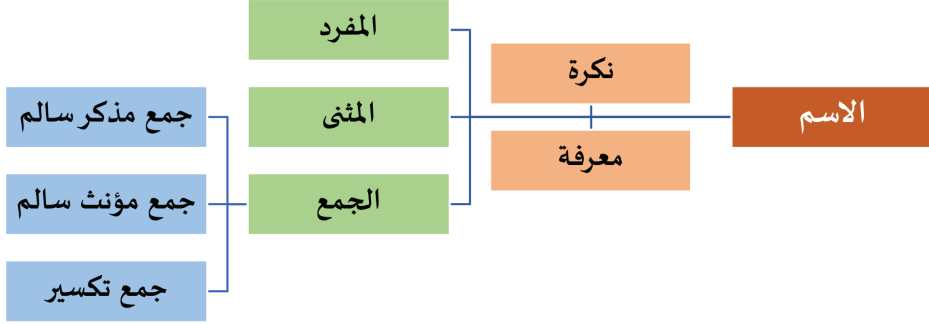 الاسم
نكرة
معرفة
المفرد
المثنى
الجمع
جمع مذكر سالم
جمع مؤنث سالم
جمع تكسير